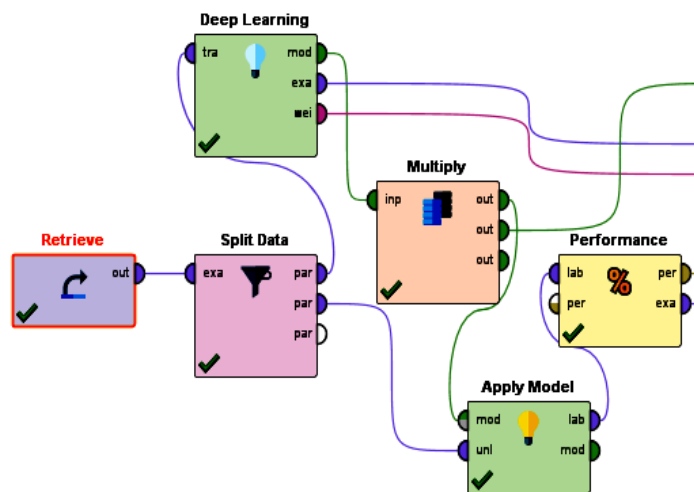 Deep Learning
tra
mod
exa
wei
Multiply
inp
out
out
out
Retrieve
out
Split Data
exa
par
par
par
Performance
%
lab
per
per
exa
Apply Model
mod
unl
lab
mod